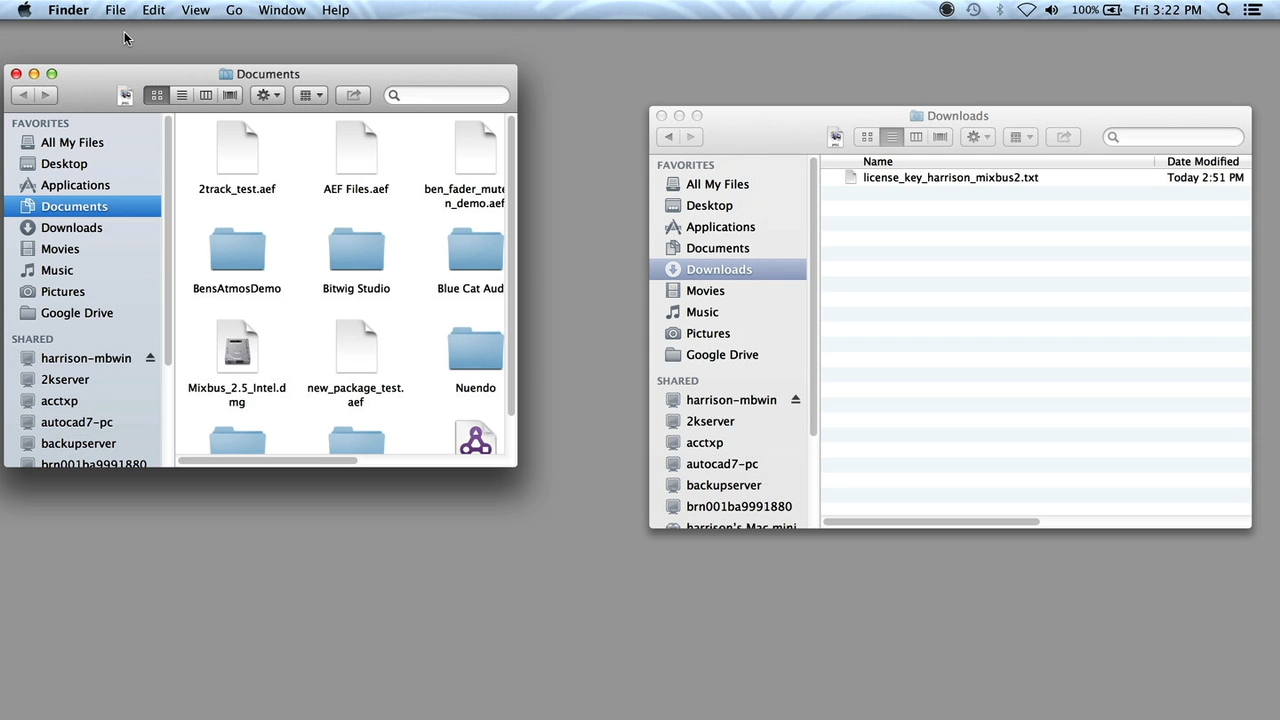 Finder File Edit View Go Window Help 100% Fri 3:22 PM
Documents
FAVORITES
All My Files
Desktop
Applications
Documents
Downloads
Movies
Music
Pictures
Google Drive
SHARED
harrison-mbwin
2kserver
acctxp
autocad7-pc
backupserver
brn001ba9991880
2track_test.aef
AEF Files.aef
ben_fader_mute
n_demo.aef
BensAtmosDemo
Bitwig Studio
Blue Cat Aud
Mixbus_2.5_Intel.d
mg
new_package_test.
aef
Nuendo
Downloads
FAVORITES
All My Files
Desktop
Applications
Documents
Downloads
Movies
Music
Pictures
Google Drive
SHARED
harrison-mbwin
2kserver
acctxp
autocad7-pc
backupserver
brn001ba9991880
harrison's Mac mini
Name Date Modified
license_key_harrison_mixbus2.txt Today 2:51 PM